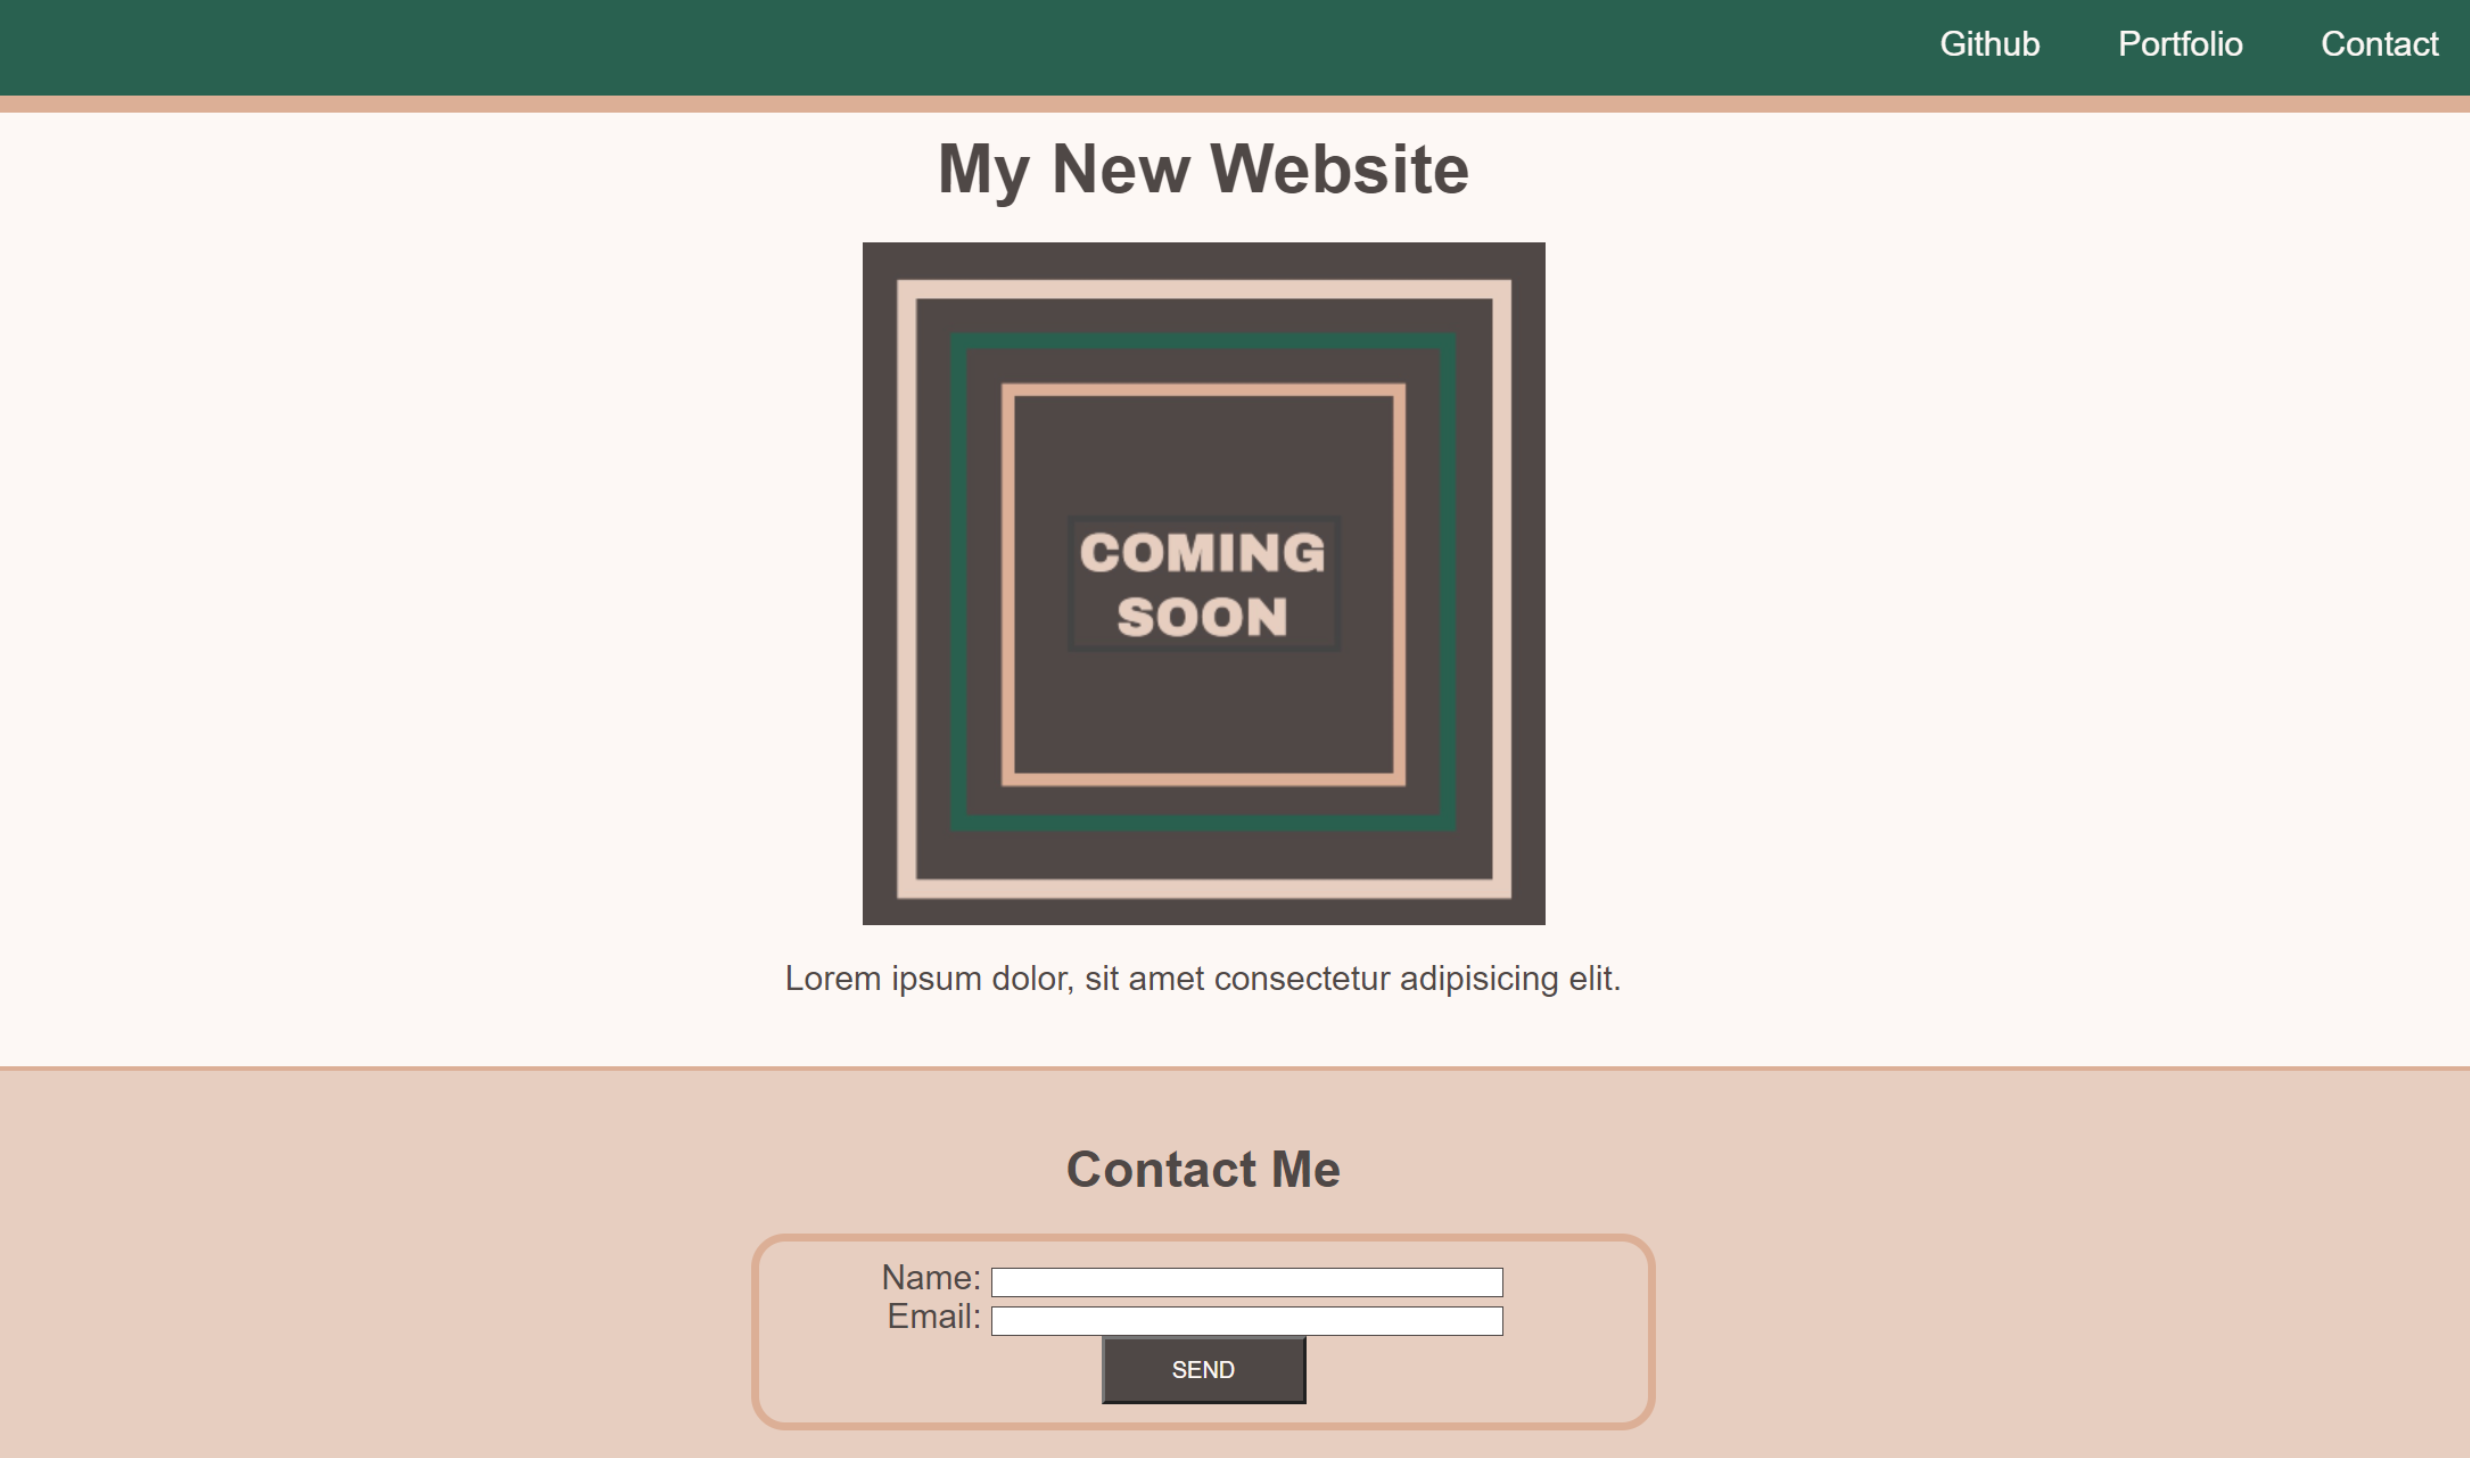 Github Portfolio Contact
My New Website
COMING
SOON
Lorem ipsum dolor, sit amet consectetur adipisicing elit.
Contact Me
Name:
Email:
SEND